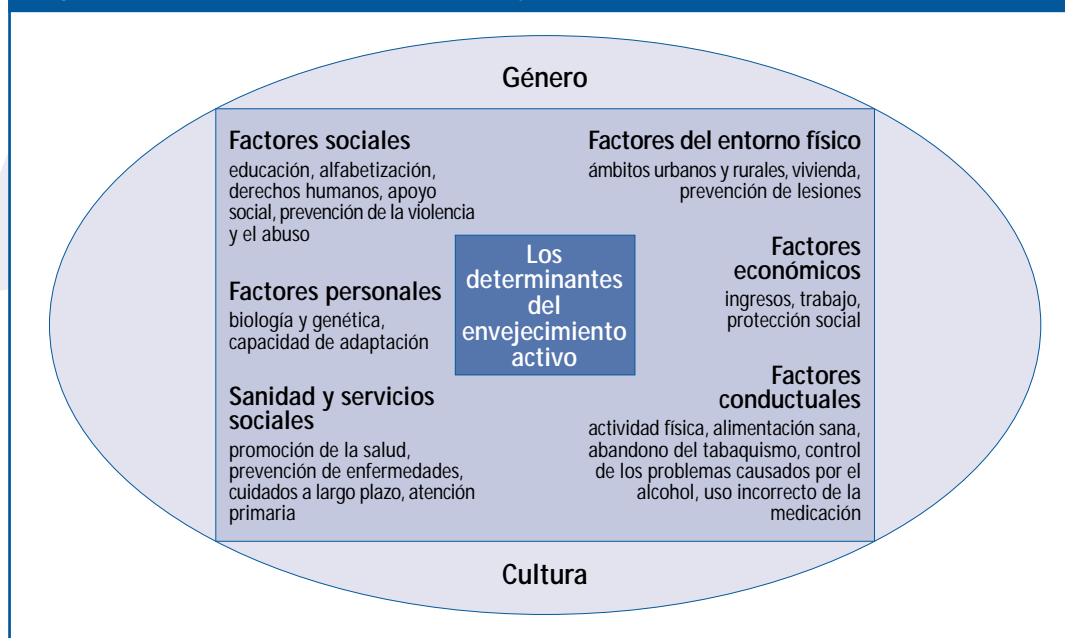 Género
Factores sociales
educación, alfabetización,
derechos humanos, apoyo
social, prevención de la violencia
y el abuso
Factores personales
biología y genética,
capacidad de adaptación
Sanidad y servicios
sociales
promoción de la salud,
prevención de enfermedades,
cuidados a largo plazo, atención
primaria
Los
determinantes
del
envejecimiento
activo
Factores del entorno físico
ámbitos urbanos y rurales, vivienda,
prevención de lesiones
Factores
económicos
ingresos, trabajo,
protección social
Factores
conductuales
actividad física, alimentación sana,
abandono del tabaquismo, control
de los problemas causados por el
alcohol, uso incorrecto de la
medicación
Cultura